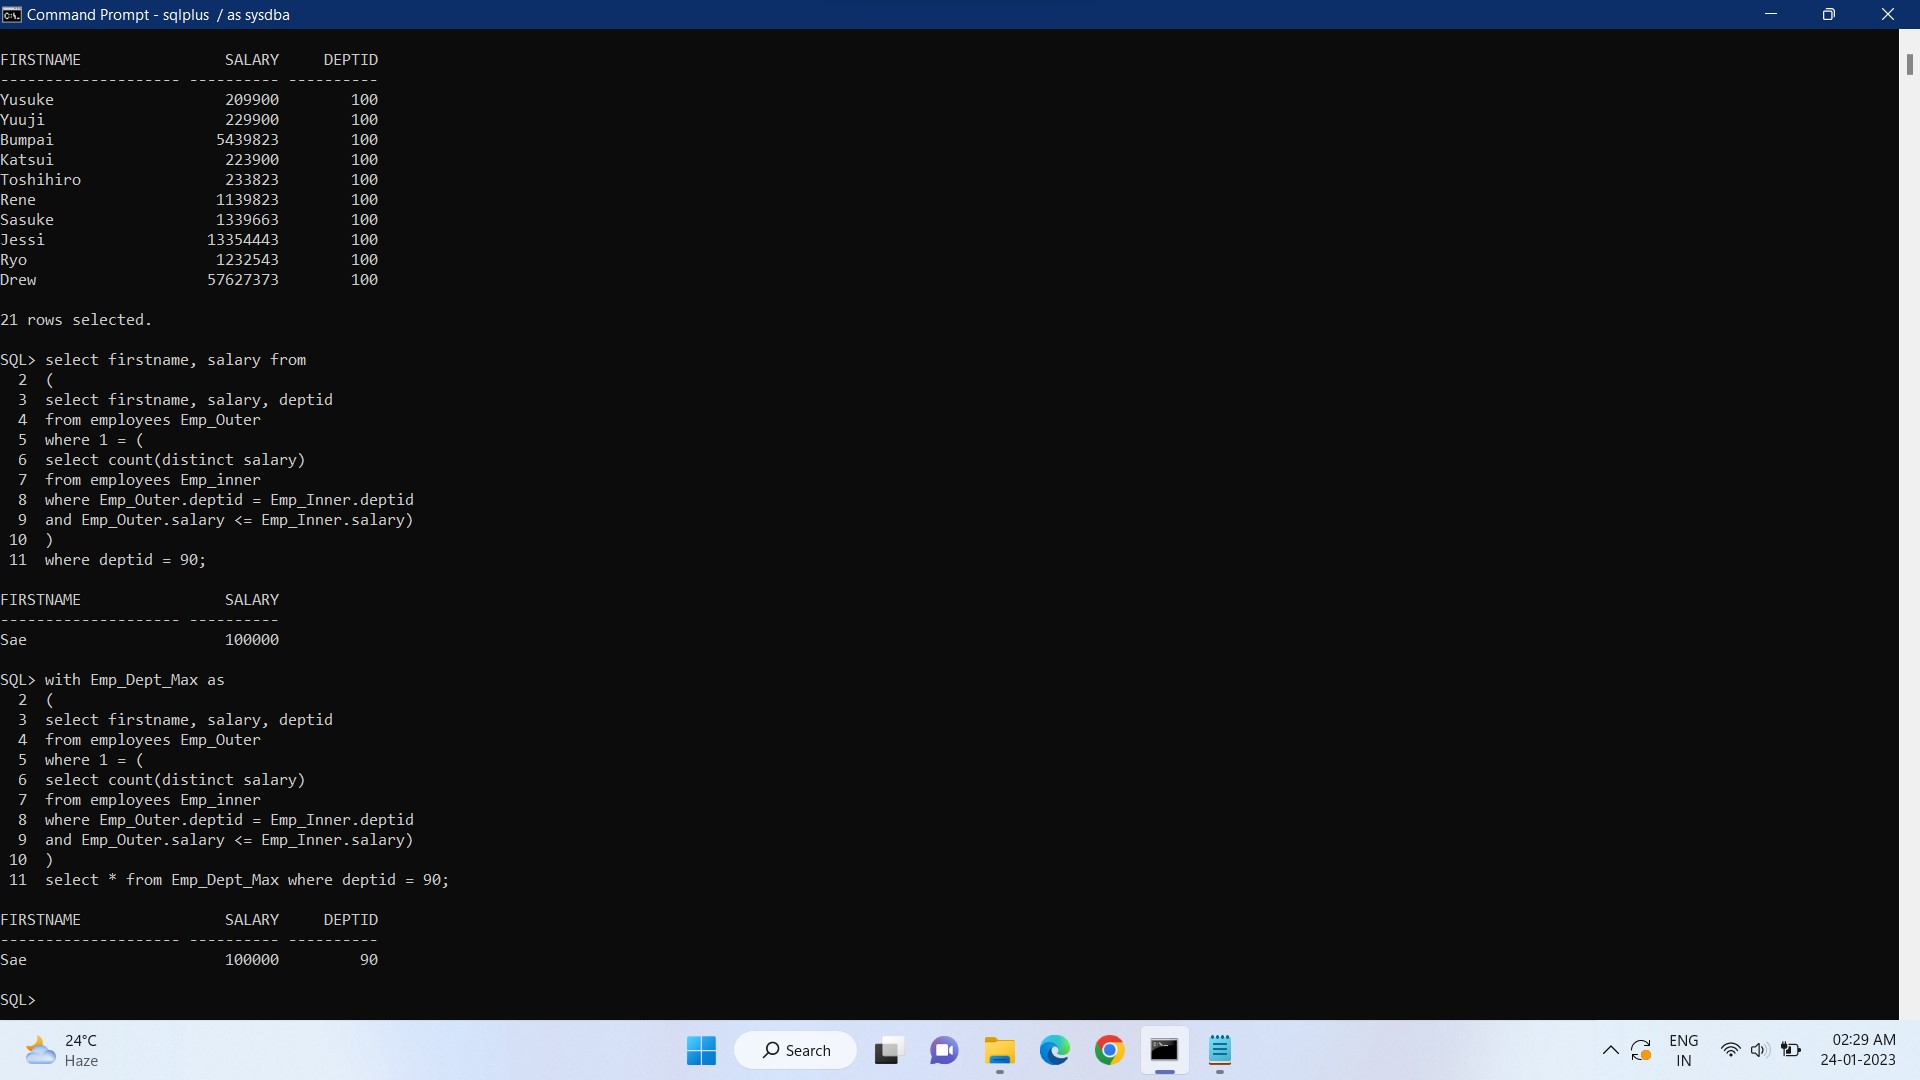 Command Prompt - sqlplus  / as sysdba
FIRSTNAME                SALARY     DEPTID
-------------------- ---------- ----------
Yusuke                   209900        100
Yuuji                    229900        100
Bumpai                  5439823        100
Katsui                   223900        100
Toshihiro                233823        100
Rene                    1139823        100
Sasuke                  1339663        100
Jessi                  13354443        100
Ryo                     1232543        100
Drew                   57627373        100
21 rows selected.
SQL> select firstname, salary from
  2  (
  3  select firstname, salary, deptid
  4  from employees Emp_Outer
  5  where 1 = (
  6  select count(distinct salary)
  7  from employees Emp_inner
  8  where Emp_Outer.deptid = Emp_Inner.deptid
  9  and Emp_Outer.salary <= Emp_Inner.salary)
 10  )
 11  where deptid = 90;
FIRSTNAME                SALARY
-------------------- ----------
Sae                      100000
SQL> with Emp_Dept_Max as
  2  (
  3  select firstname, salary, deptid
  4  from employees Emp_Outer
  5  where 1 = (
  6  select count(distinct salary)
  7  from employees Emp_inner
  8  where Emp_Outer.deptid = Emp_Inner.deptid
  9  and Emp_Outer.salary <= Emp_Inner.salary)
 10  )
 11  select * from Emp_Dept_Max where deptid = 90;
FIRSTNAME                SALARY     DEPTID
-------------------- ---------- ----------
Sae                      100000         90
SQL>
24°C
Haze
Search
ENG
IN
02:29 AM
24-01-2023